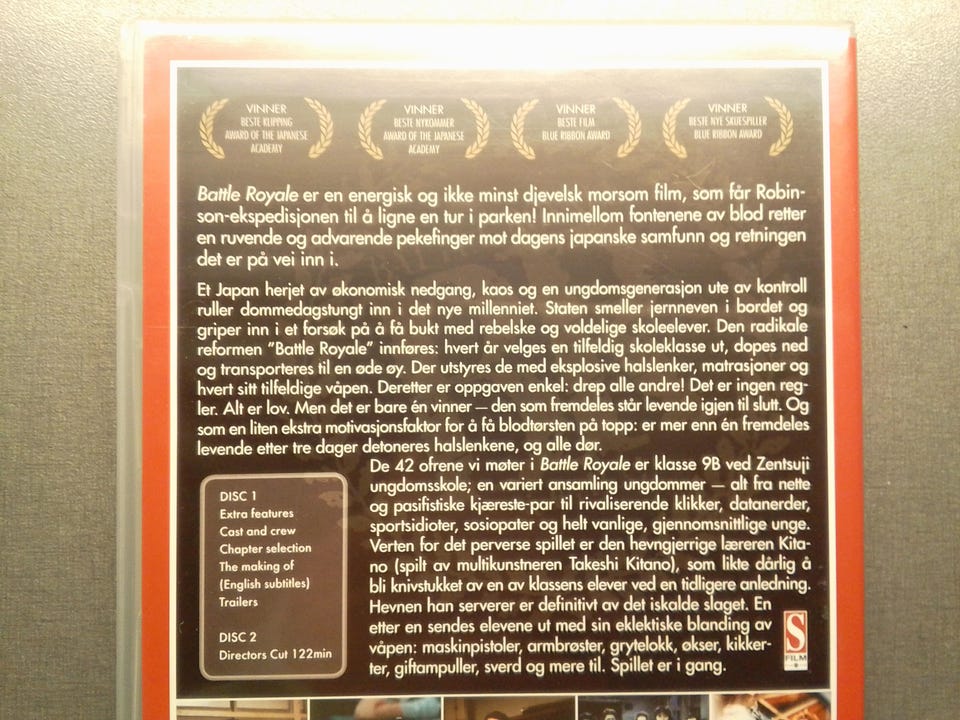 VINNER
BESTE KLIPPING
AWARD OF THE JAPANESE
ACADEMY
VINNER
BESTE NYKOMMER
AWARD OF THE JAPANESE
ACADEMY
VINNER
BESTE FILM
BLUE RIBBON AWARD
VINNER
BESTE NYE SKUESPILLER
BLUE RIBBON AWARD
Battle Royale er en energisk og ikke minst djevelsk morsom film, som får Robin-
son-ekspedisjonen til å ligne en tur i parken! Innimellom fontenene av blod retter
en ruvende og advarende pekefinger mot dagens japanske samfunn og retningen
det er på vei inn i.
Et Japan herjet av økonomisk nedgang, kaos og en ungdomsgenerasjon ute av kontroll
ruller dommedagstungt inn i det nye millenniet. Staten smeller jernneven i bordet og
griper inn i et forsøk på å få bukt med rebelske og voldelige skoleelever. Den radikale
reformen "Battle Royale" innføres: hvert år velges en tilfeldig skoleklasse ut, dopes ned
og transporteres til en øde øy. Der utstyres de med eksplosive halslenker, matrasjoner og
hvert sitt tilfeldige våpen. Deretter er oppgaven enkel: drep alle andre! Det er ingen reg-
ler. Alt er lov. Men det er bare én vinner – den som fremdeles står levende igjen til slutt. Og
som en liten ekstra motivasjonsfaktor for å få blodtørsten på topp: er mer enn én fremdeles
levende etter tre dager detoneres halslenkene, og alle dør.
De 42 ofrene vi møter i Battle Royale er klasse 9B ved Zentsuji
ungdomsskole; en variert ansamling ungdommer – alt fra nette
og pasifistiske kjæreste-par til rivaliserende klikker, datanerder,
sportsidioter, sosiopater og helt vanlige, gjennomsnittlige unge.
Verten for det perverse spillet er den hevngjerrige læreren Kita-
no (spilt av multikunstneren Takeshi Kitano), som likte dårlig å
bli knivstukket av en av klassens elever ved en tidligere anledning.
Hevnen han serverer er definitivt av det iskalde slaget. En
etter en sendes elevene ut med sin eklektiske blanding av
våpen: maskinpistoler, armbrøster, grytelokk, økser, kikker-
ter, giftampuller, sverd og mere til. Spillet er i gang.
DISC 1
Extra features
Cast and crew
Chapter selection
The making of
(English subtitles)
Trailers
DISC 2
Directors Cut 122min
S
FILM